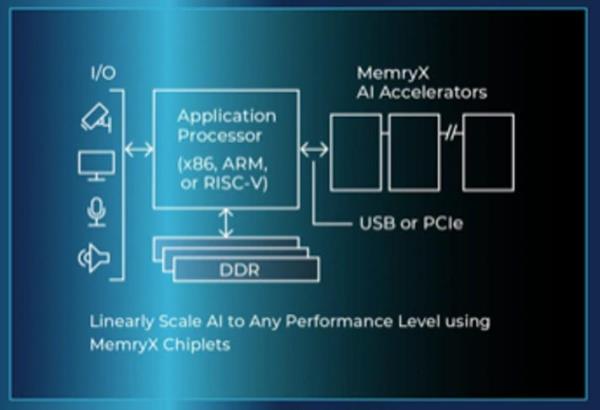 I/O
MemryX
AI Accelerators
Application
Processor
(x86, ARM,
or RISC-V)
USB or PCIe
DDR
Linearly Scale AI to Any Performance Level using
MemryX Chiplets